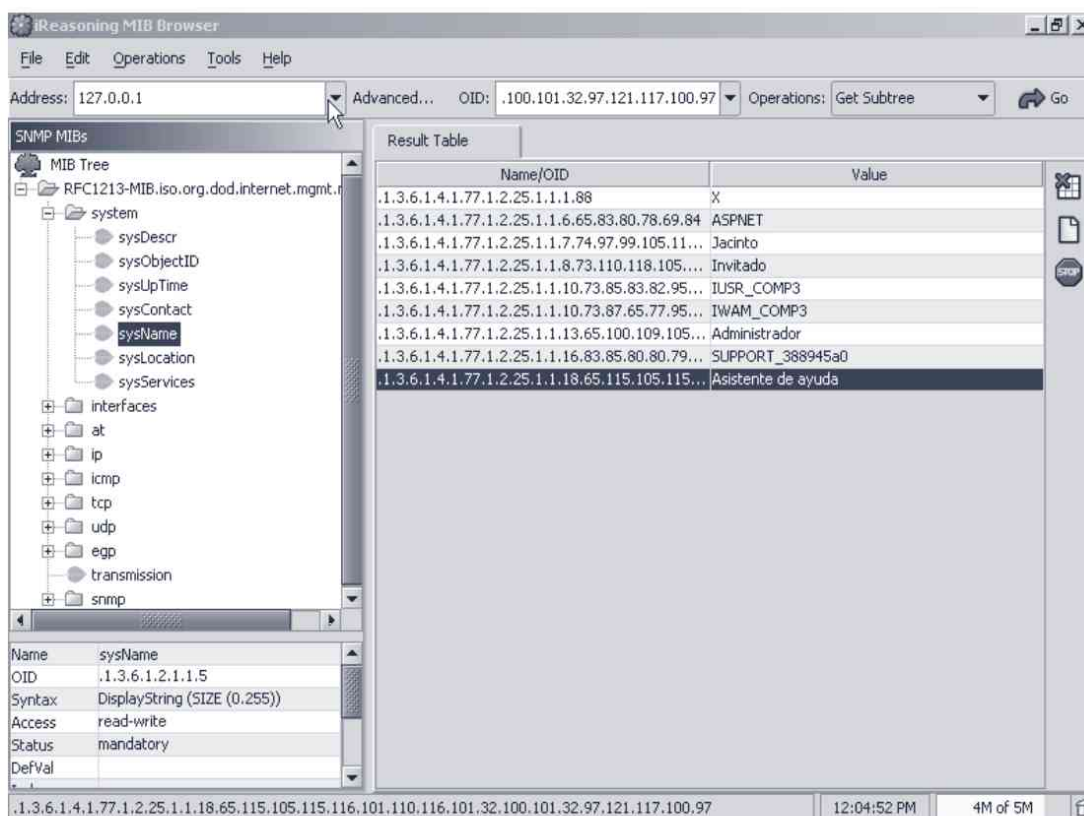 iReasoning MIB Browser
File Edit Operations Tools Help
Address: 127.0.0.1 Advanced... OID: .100.101.32.97.121.117.100.97 Operations: Get Subtree Go
SNMP MIBs
MIB Tree
RFC1213-MIB.iso.org.dod.internet.mgmt.
system
sysDescr
sysObjectID
sysUpTime
sysContact
sysName
sysLocation
sysServices
interfaces
at
ip
icmp
tcp
udp
egp
transmission
snmp
Name sysName
OID .1.3.6.1.2.1.1.5
Syntax DisplayString (SIZE (0.255))
Access read-write
Status mandatory
DefVal
Result Table
Name/OID Value
.1.3.6.1.4.1.77.1.2.25.1.1.1.88 X
.1.3.6.1.4.1.77.1.2.25.1.1.6.65.83.80.78.69.84 ASPNET
.1.3.6.1.4.1.77.1.2.25.1.1.7.74.97.99.105.11... Jacinto
.1.3.6.1.4.1.77.1.2.25.1.1.8.73.110.118.105.... Invitado
.1.3.6.1.4.1.77.1.2.25.1.1.10.73.85.83.82.95... IUSR_COMP3
.1.3.6.1.4.1.77.1.2.25.1.1.10.73.87.65.77.95... IWAM_COMP3
.1.3.6.1.4.1.77.1.2.25.1.1.13.65.100.109.105... Administrador
.1.3.6.1.4.1.77.1.2.25.1.1.16.83.85.80.80.79... SUPPORT_388945a0
.1.3.6.1.4.1.77.1.2.25.1.1.18.65.115.105.115... Asistente de ayuda
STOP
.1.3.6.1.4.1.77.1.2.25.1.1.18.65.115.105.115.116.101.110.116.101.32.100.101.32.97.121.117.100.97 12:04:52 PM 4M of 5M